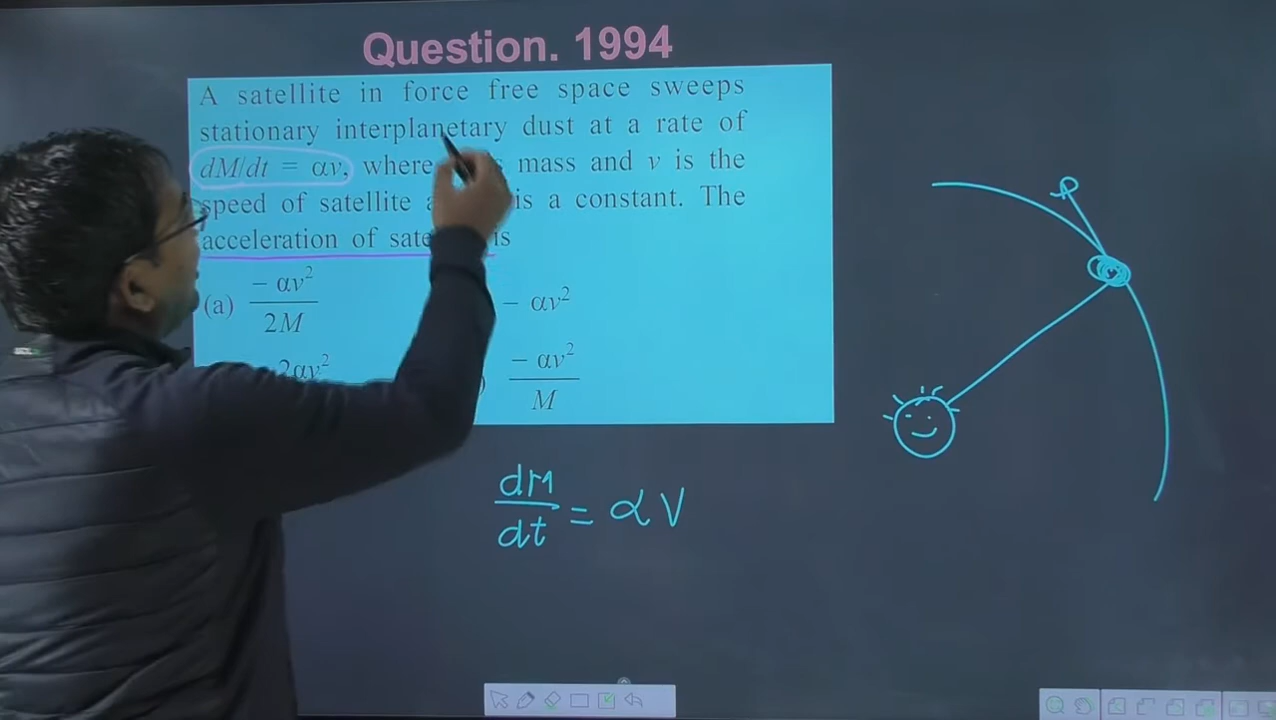 Question. 1994
A satellite in force free space sweeps
stationary interplanetary dust at a rate of
dM/dt = αv, where mass and v is the
speed of satellite is a constant. The
acceleration of is
(a) - αv² / 2M
- αv²
2αv²
- αv² / M
dM / dt = α V